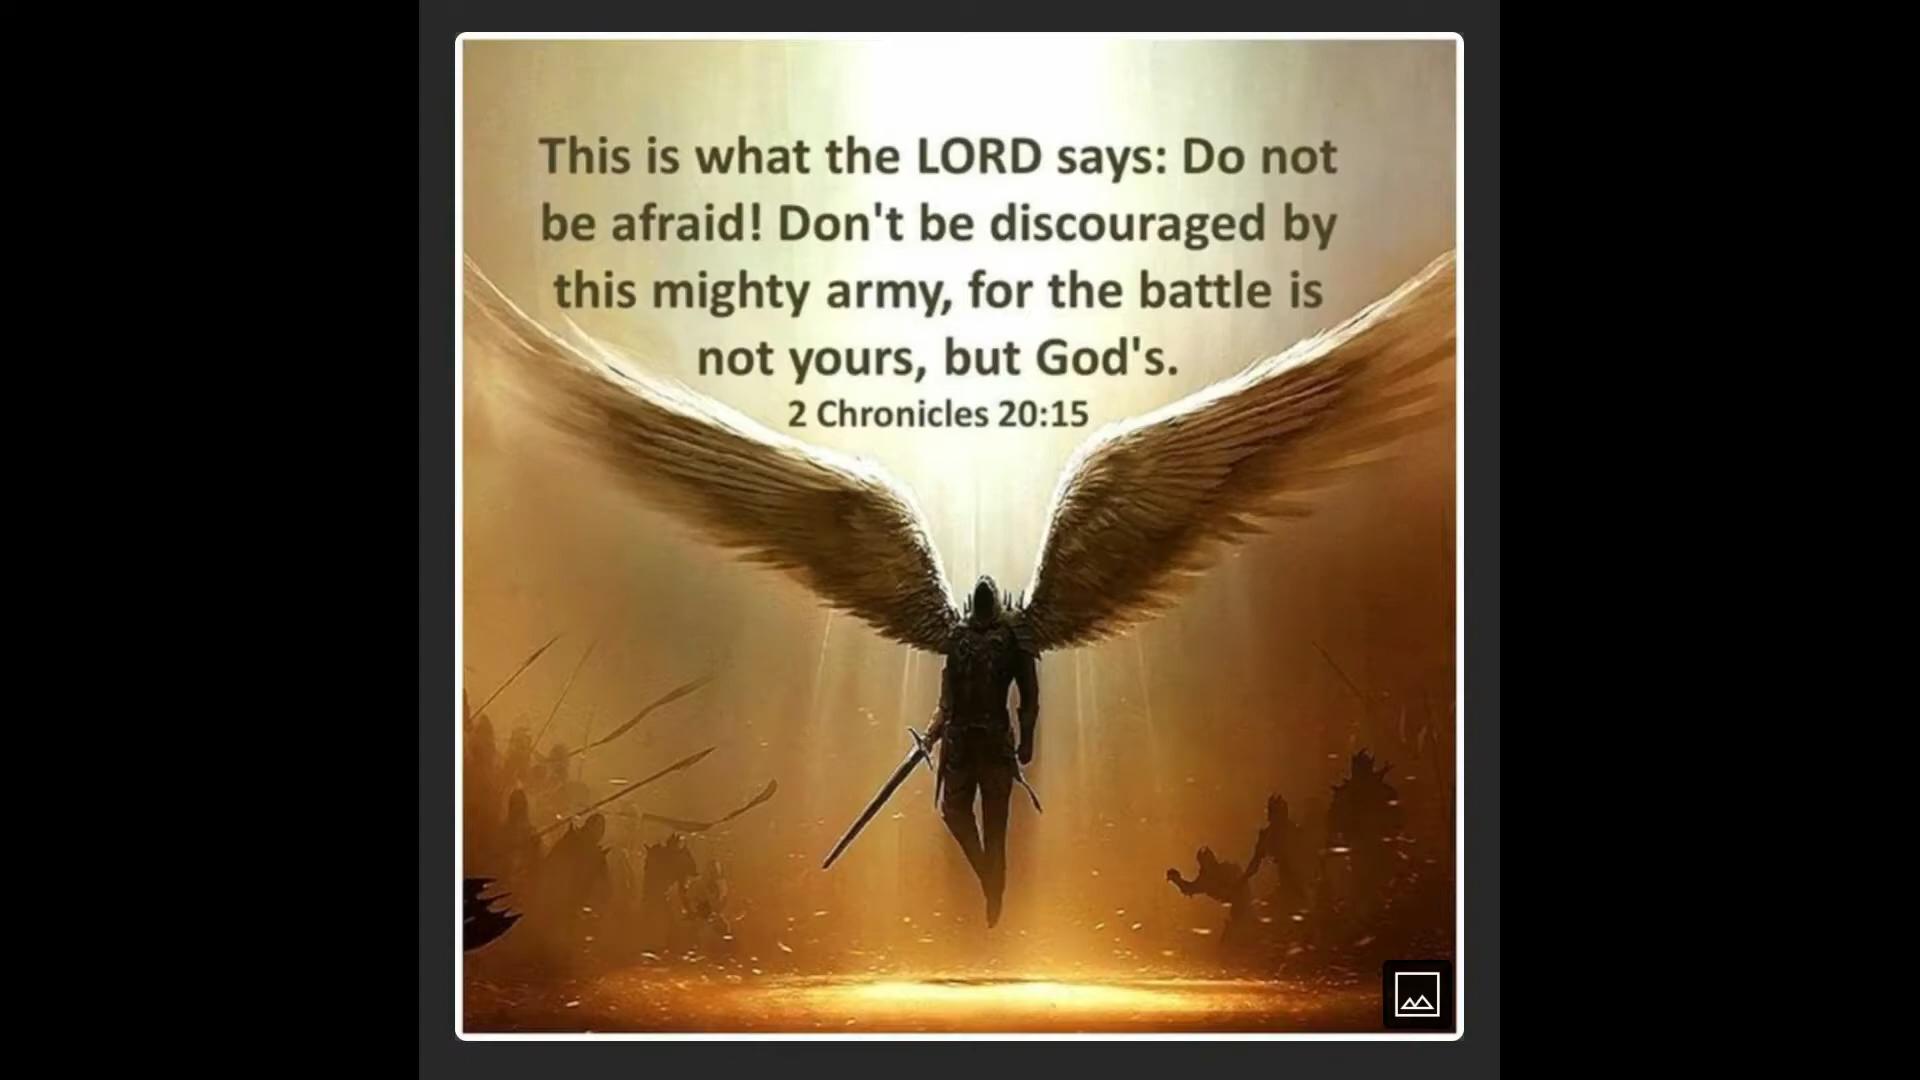 This is what the LORD says: Do not
be afraid! Don't be discouraged by
this mighty army, for the battle is
not yours, but God's.
2 Chronicles 20:15